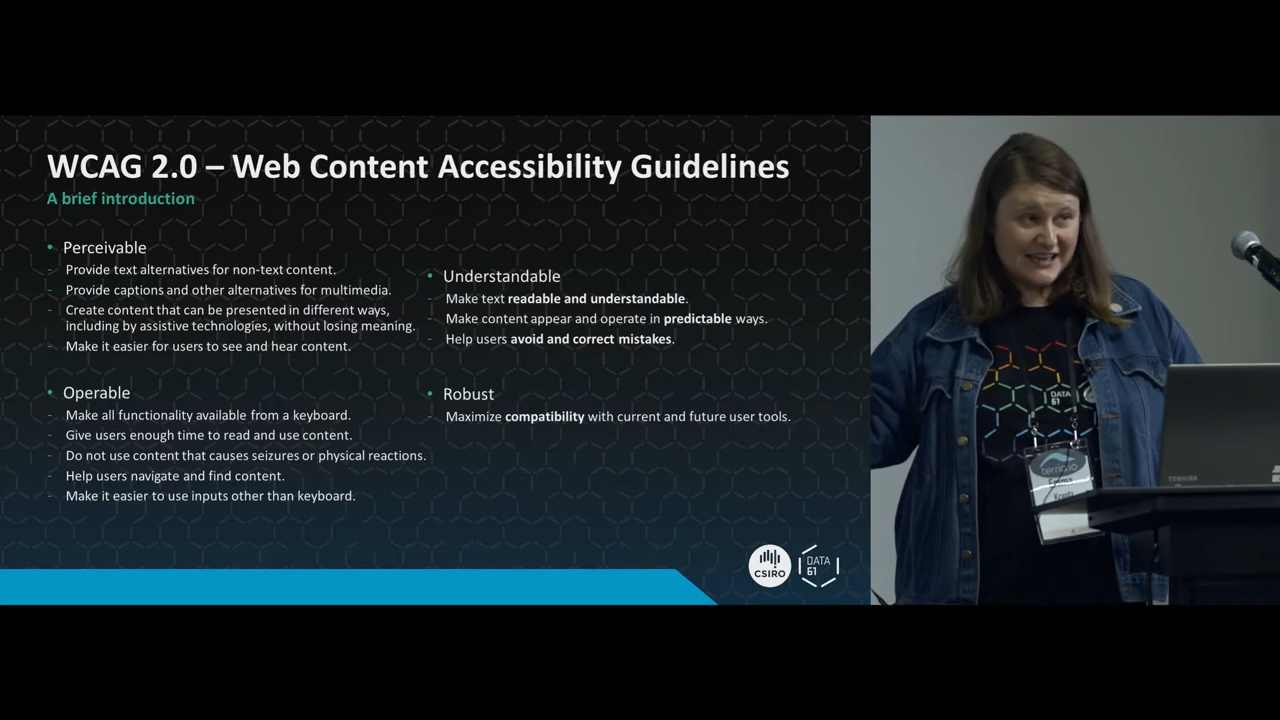 WCAG 2.0 – Web Content Accessibility Guidelines
A brief introduction
• Perceivable
- Provide text alternatives for non-text content.
- Provide captions and other alternatives for multimedia.
- Create content that can be presented in different ways,
including by assistive technologies, without losing meaning.
- Make it easier for users to see and hear content.
• Operable
- Make all functionality available from a keyboard.
- Give users enough time to read and use content.
- Do not use content that causes seizures or physical reactions.
- Help users navigate and find content.
- Make it easier to use inputs other than keyboard.
• Understandable
- Make text readable and understandable.
- Make content appear and operate in predictable ways.
- Help users avoid and correct mistakes.
• Robust
- Maximize compatibility with current and future user tools.
CSIRO
DATA
61
DATA
61
TOSHIBA